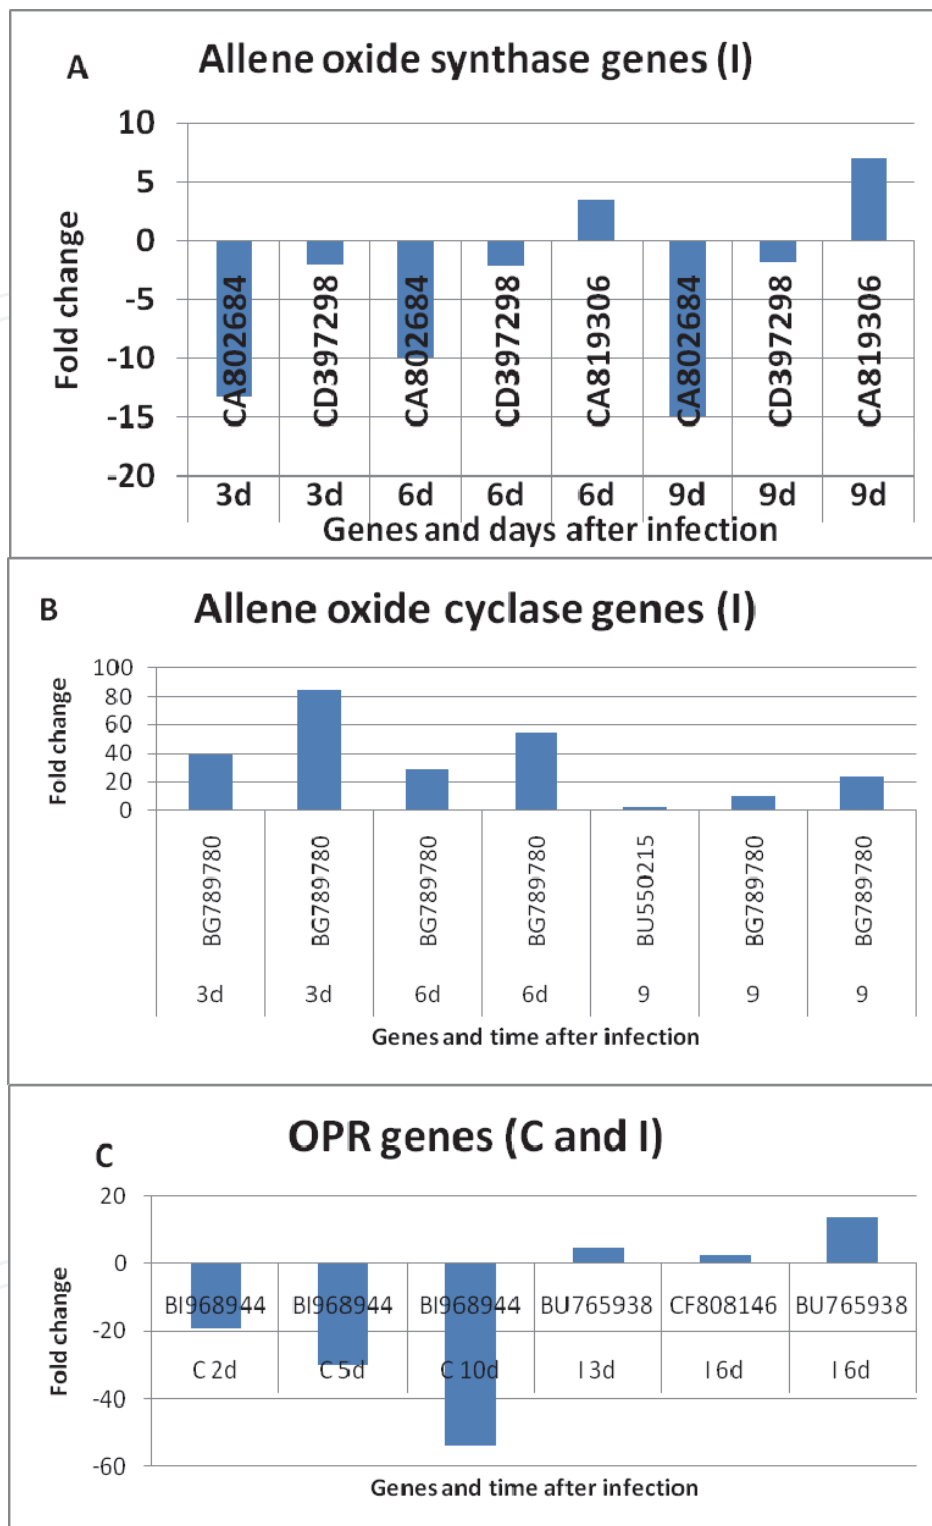 A
Allene oxide synthase genes (I)
Fold change
10
5
0
-5
-10
-15
-20
CA802684
CD397298
CA802684
CD397298
CA819306
CA802684
CD397298
CA819306
3d 3d 6d 6d 6d 9d 9d 9d
Genes and days after infection
B
Allene oxide cyclase genes (I)
Fold change
100
80
60
40
20
0
BG789780
BG789780
BG789780
BG789780
BU550215
BG789780
BG789780
3d 3d 6d 6d 9 9 9
Genes and time after infection
C
OPR genes (C and I)
Fold change
20
0
-20
-40
-60
BI968944 BI968944 BI968944 BU765938 CF808146 BU765938
C 2d C 5d C 10d I 3d I 6d I 6d
Genes and time after infection